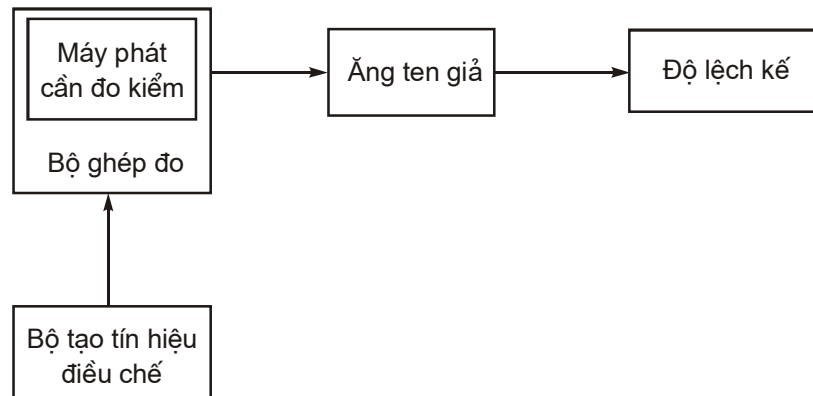 Máy phát
cần đo kiểm
Bộ ghép đo
Ăng ten giả
Độ lệch kế
Bộ tạo tín hiệu
điều chế